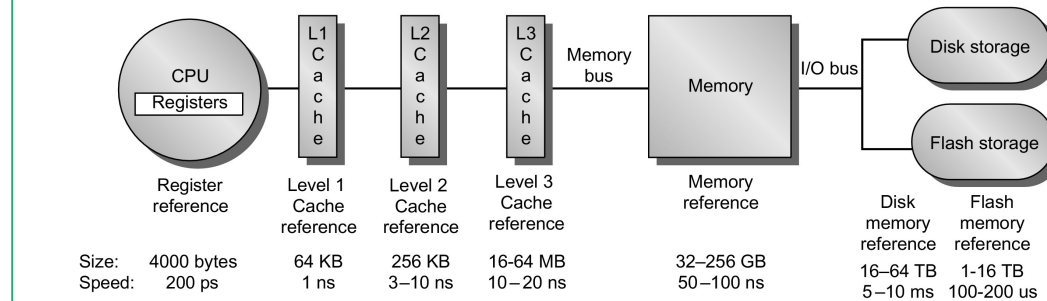 CPU
Registers
L1
C
a
c
h
e
L2
C
a
c
h
e
L3
C
a
c
h
e
Memory
bus
Memory
I/O bus
Disk storage
Flash storage
Register
reference
Level 1
Cache
reference
Level 2
Cache
reference
Level 3
Cache
reference
Memory
reference
Disk
memory
reference
Flash
memory
reference
Size: 4000 bytes 64 KB 256 KB 16-64 MB 32–256 GB 16–64 TB 1-16 TB
Speed: 200 ps 1 ns 3–10 ns 10–20 ns 50–100 ns 5–10 ms 100-200 us